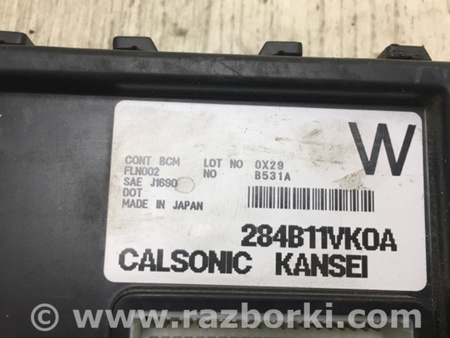 W
CONT BCM LOT NO 0X29
FLN002 NO B531A
SAE J1690
DOT
MADE IN JAPAN
284B11VK0A
CALSONIC KANSEI
© www.razborki.com